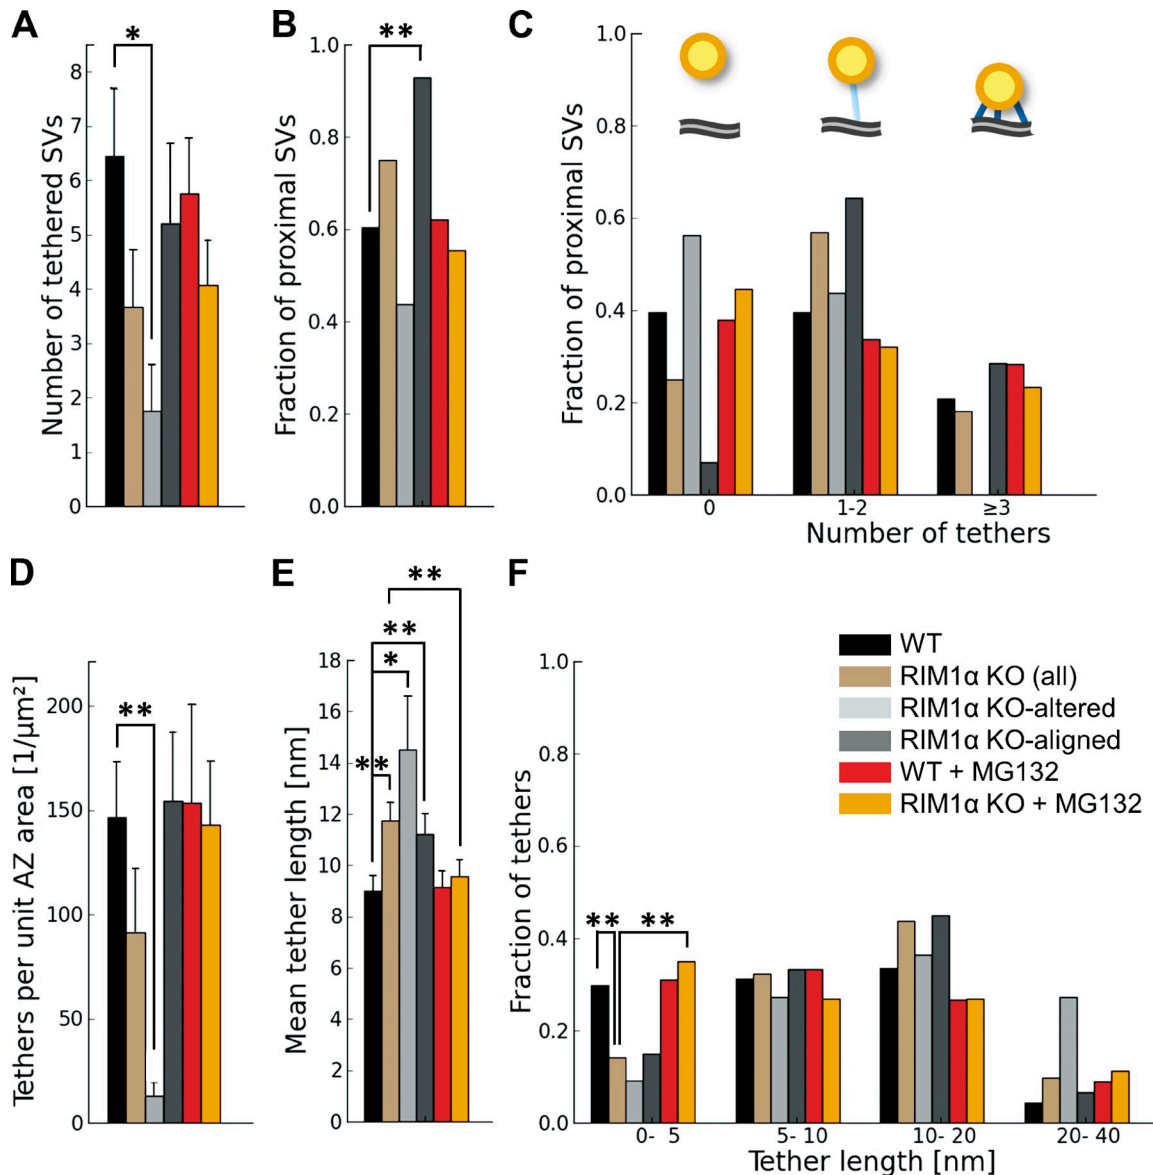 A
*
8
7
6
5
4
3
2
1
0
Number of tethered SVs
B
**
1.0
0.8
0.6
0.4
0.2
0.0
Fraction of proximal SVs
C
1.0
0.8
0.6
0.4
0.2
0.0
Fraction of proximal SVs
0 1-2 ≥3
Number of tethers
D
**
200
150
100
50
0
Tethers per unit AZ area [1/μm²]
E
**
**
*
**
18
16
14
12
10
8
6
4
2
0
Mean tether length [nm]
F
WT
RIM1α KO (all)
RIM1α KO-altered
RIM1α KO-aligned
WT + MG132
RIM1α KO + MG132
1.0
0.8
0.6
0.4
0.2
0.0
Fraction of tethers
** **
0- 5 5- 10 10- 20 20- 40
Tether length [nm]